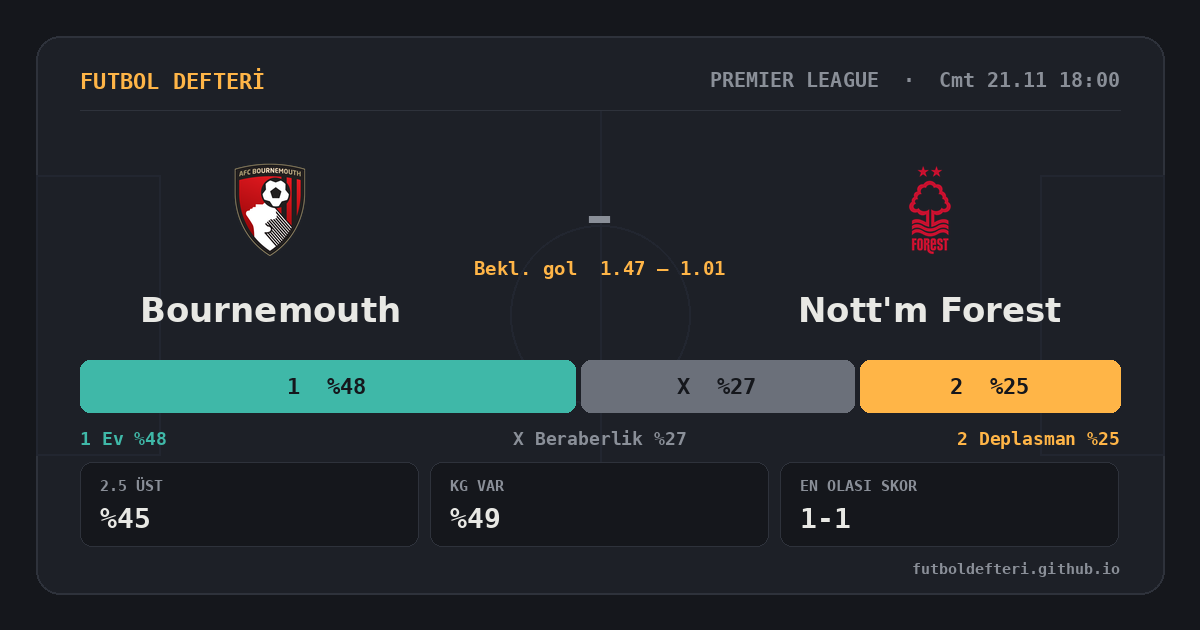 FUTBOL DEFTERİ
PREMIER LEAGUE · Cmt 21.11 18:00
AFC BOURNEMOUTH
FOREST
–
Bekl. gol 1.47 – 1.01
Bournemouth
Nott'm Forest
1 %48
X %27
2 %25
1 Ev %48
X Beraberlik %27
2 Deplasman %25
2.5 ÜST
KG VAR
EN OLASI SKOR
%45
%49
1-1
futboldefteri.github.io